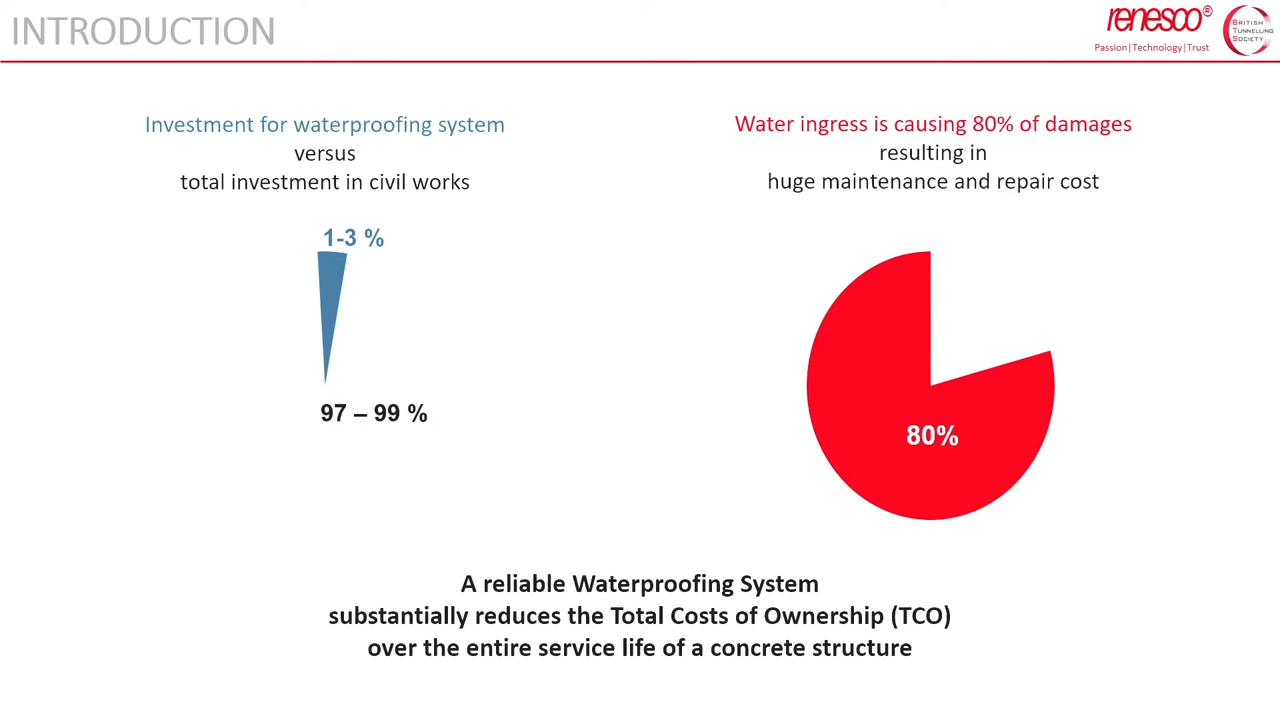 INTRODUCTION
renesco®
Passion|Technology|Trust
BRITISH
TUNNELLING
SOCIETY
Investment for waterproofing system
versus
total investment in civil works
1-3 %
97 – 99 %
Water ingress is causing 80% of damages
resulting in
huge maintenance and repair cost
80%
A reliable Waterproofing System
substantially reduces the Total Costs of Ownership (TCO)
over the entire service life of a concrete structure